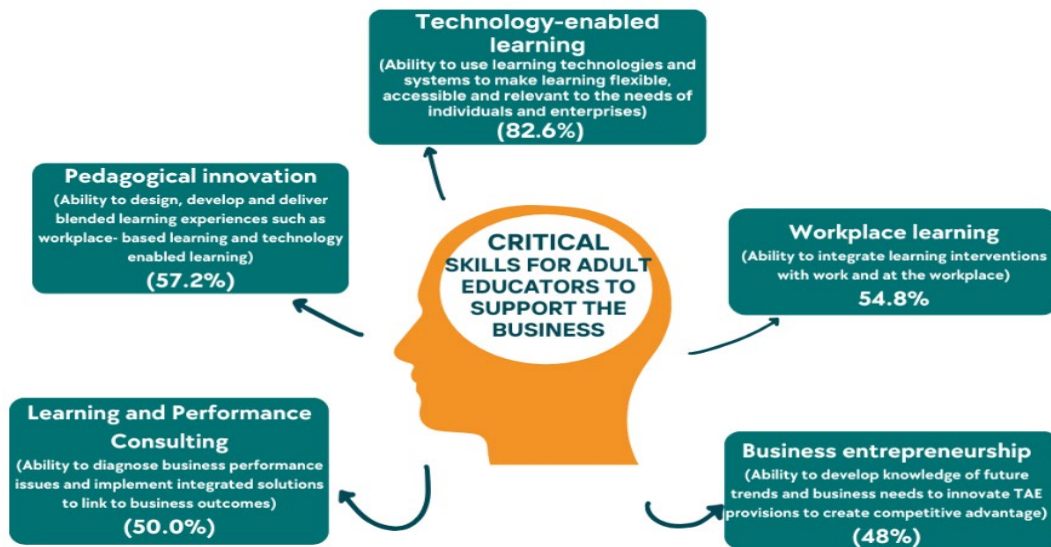 Technology-enabled
learning
(Ability to use learning technologies and
systems to make learning flexible,
accessible and relevant to the needs of
individuals and enterprises)
(82.6%)
Pedagogical innovation
(Ability to design, develop and deliver
blended learning experiences such as
workplace- based learning and technology
enabled learning)
(57.2%)
CRITICAL
SKILLS FOR ADULT
EDUCATORS TO
SUPPORT THE
BUSINESS
Workplace learning
(Ability to integrate learning interventions
with work and at the workplace)
54.8%
Learning and Performance
Consulting
(Ability to diagnose business performance
issues and implement integrated solutions
to link to business outcomes)
(50.0%)
Business entrepreneurship
(Ability to develop knowledge of future
trends and business needs to innovate TAE
provisions to create competitive advantage)
(48%)